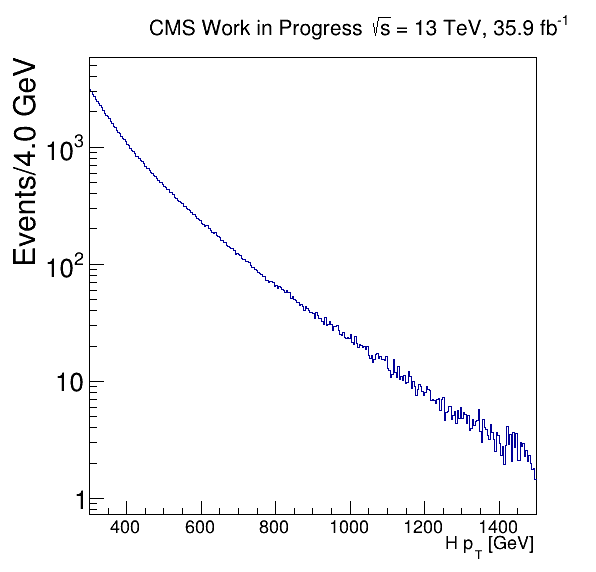 CMS Work in Progress √s = 13 TeV, 35.9 fb⁻¹
Events/4.0 GeV
10³
10²
10
1
400 600 800 1000 1200 1400
H p_T [GeV]